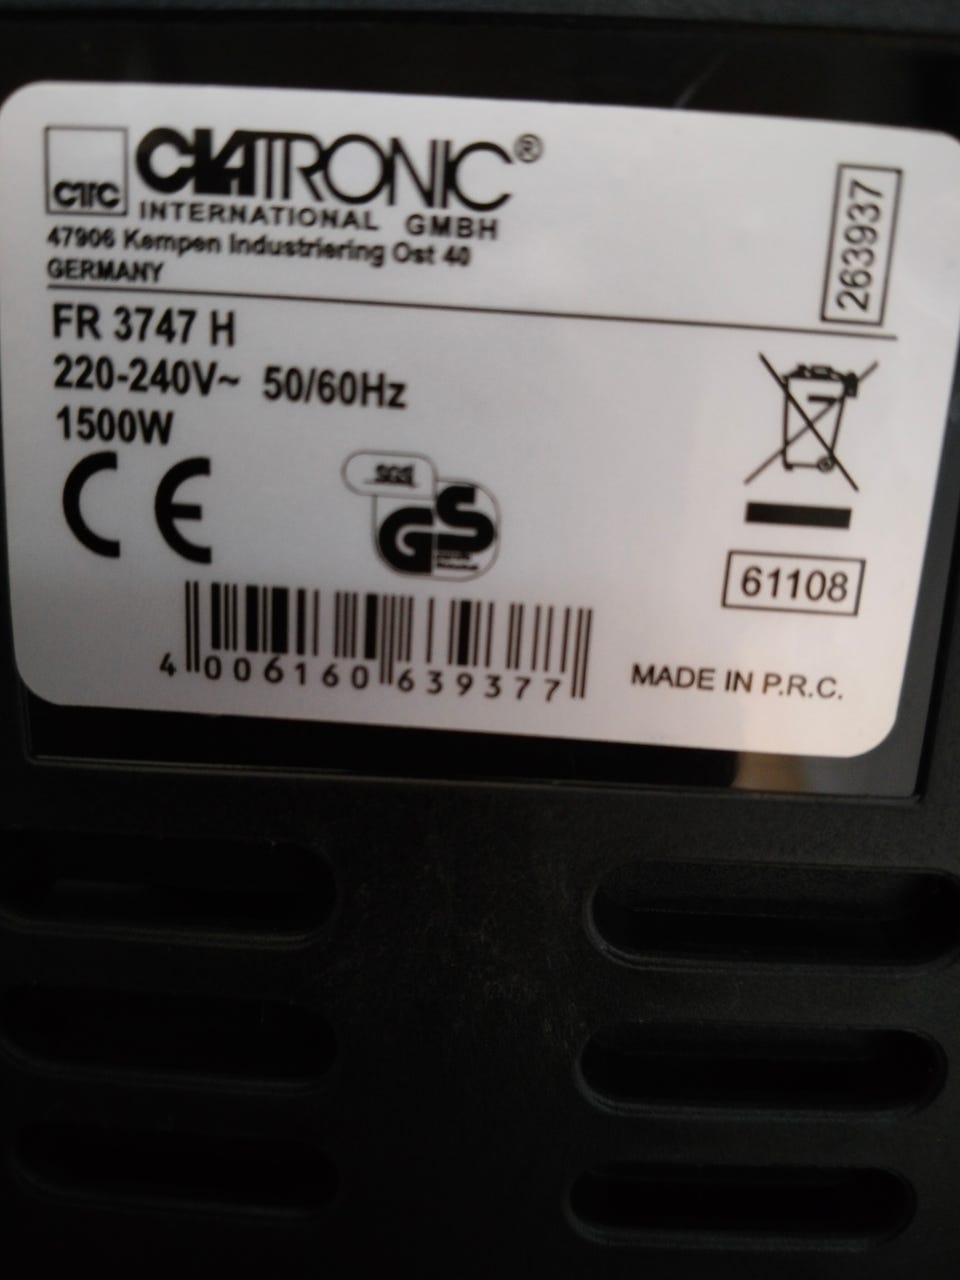 CTC
CLATRONIC®
INTERNATIONAL GMBH
47906 Kempen Industriering Ost 40
GERMANY
263937
FR 3747 H
220-240V~ 50/60Hz
1500W
CE
SGS
GS
61108
4 006160 639377
MADE IN P.R.C.